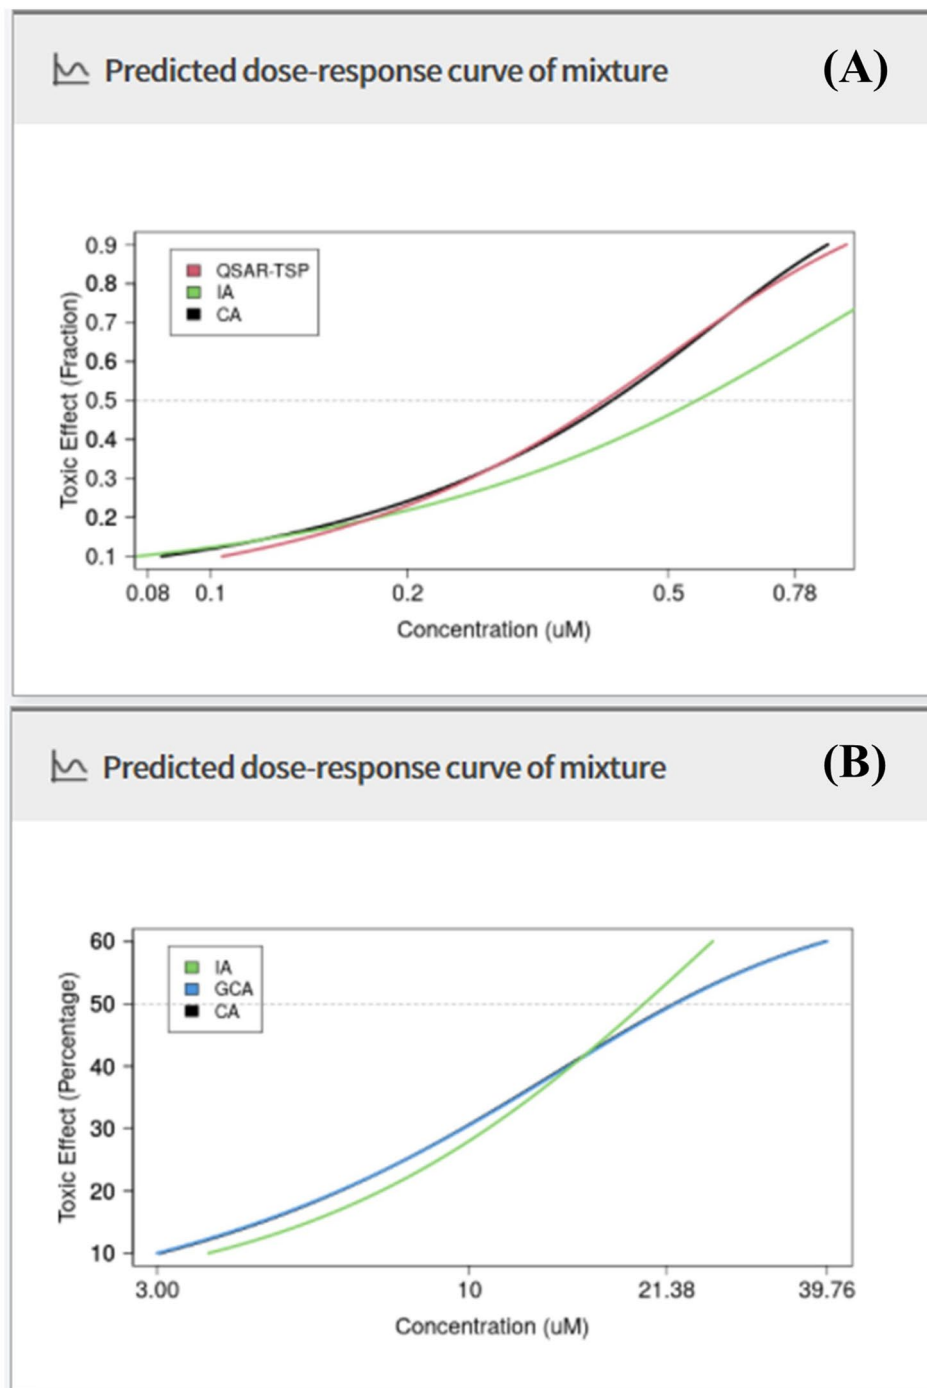 Predicted dose-response curve of mixture (A)
QSAR-TSP
IA
CA
Toxic Effect (Fraction)
0.9
0.8
0.7
0.6
0.5
0.4
0.3
0.2
0.1
0.08 0.1 0.2 0.5 0.78
Concentration (uM)
Predicted dose-response curve of mixture (B)
IA
GCA
CA
Toxic Effect (Percentage)
60
50
40
30
20
10
3.00 10 21.38 39.76
Concentration (uM)